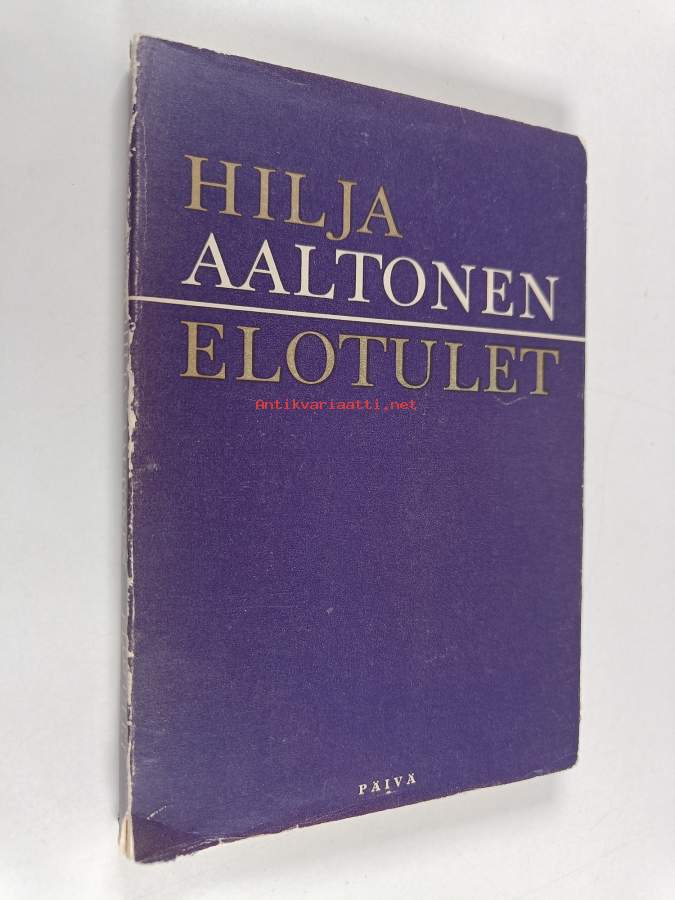 HILJA
AALTONEN
ELOTULET
Antikvariaatti.net
PÄIVÄ